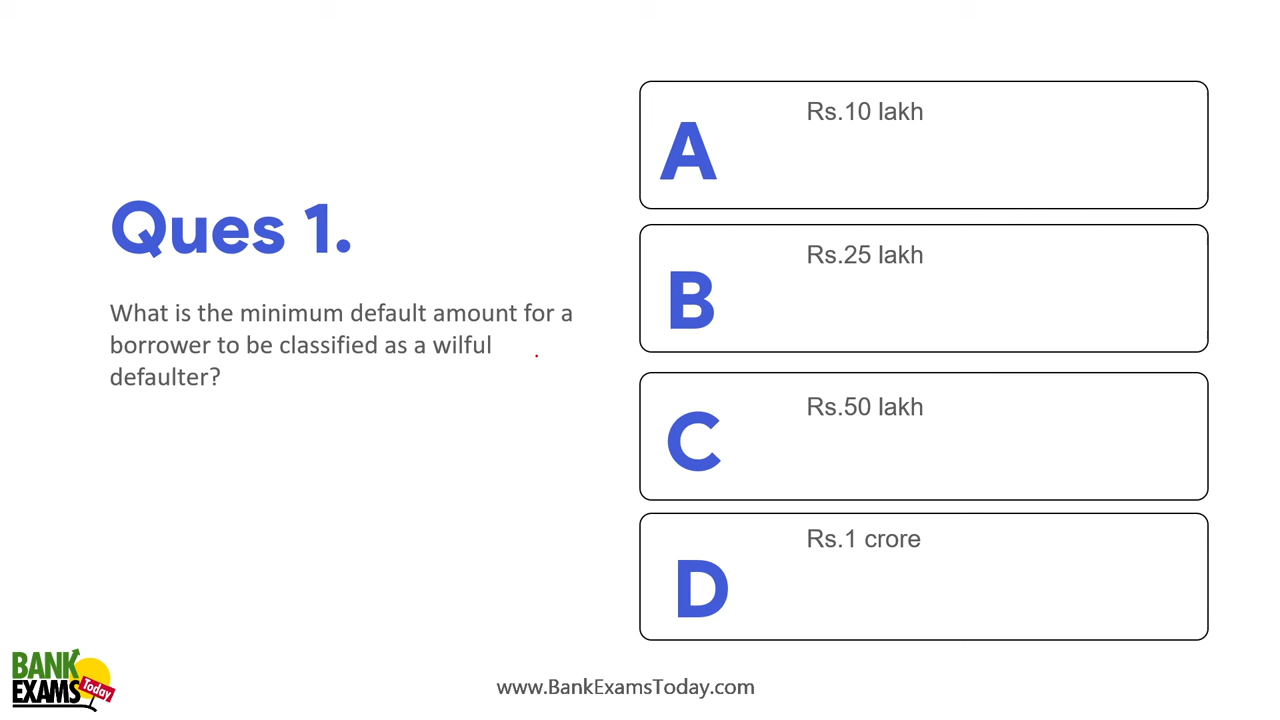 Ques 1.
What is the minimum default amount for a
borrower to be classified as a wilful
defaulter?
A
Rs.10 lakh
B
Rs.25 lakh
C
Rs.50 lakh
D
Rs.1 crore
BANK
EXAMS
Today
www.BankExamsToday.com